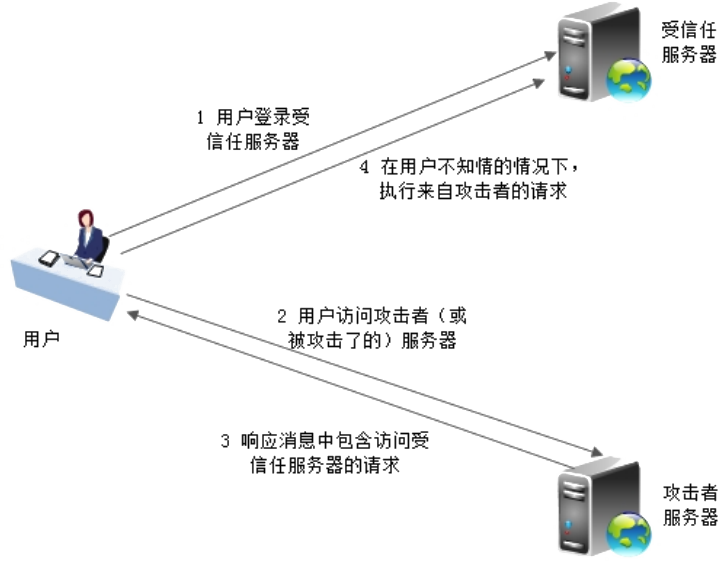 受信任
服务器
1 用户登录受
信任服务器
4 在用户不知情的情况下，
执行来自攻击者的请求
用户
2 用户访问攻击者（或
被攻击了的）服务器
3 响应消息中包含访问受
信任服务器的请求
攻击者
服务器